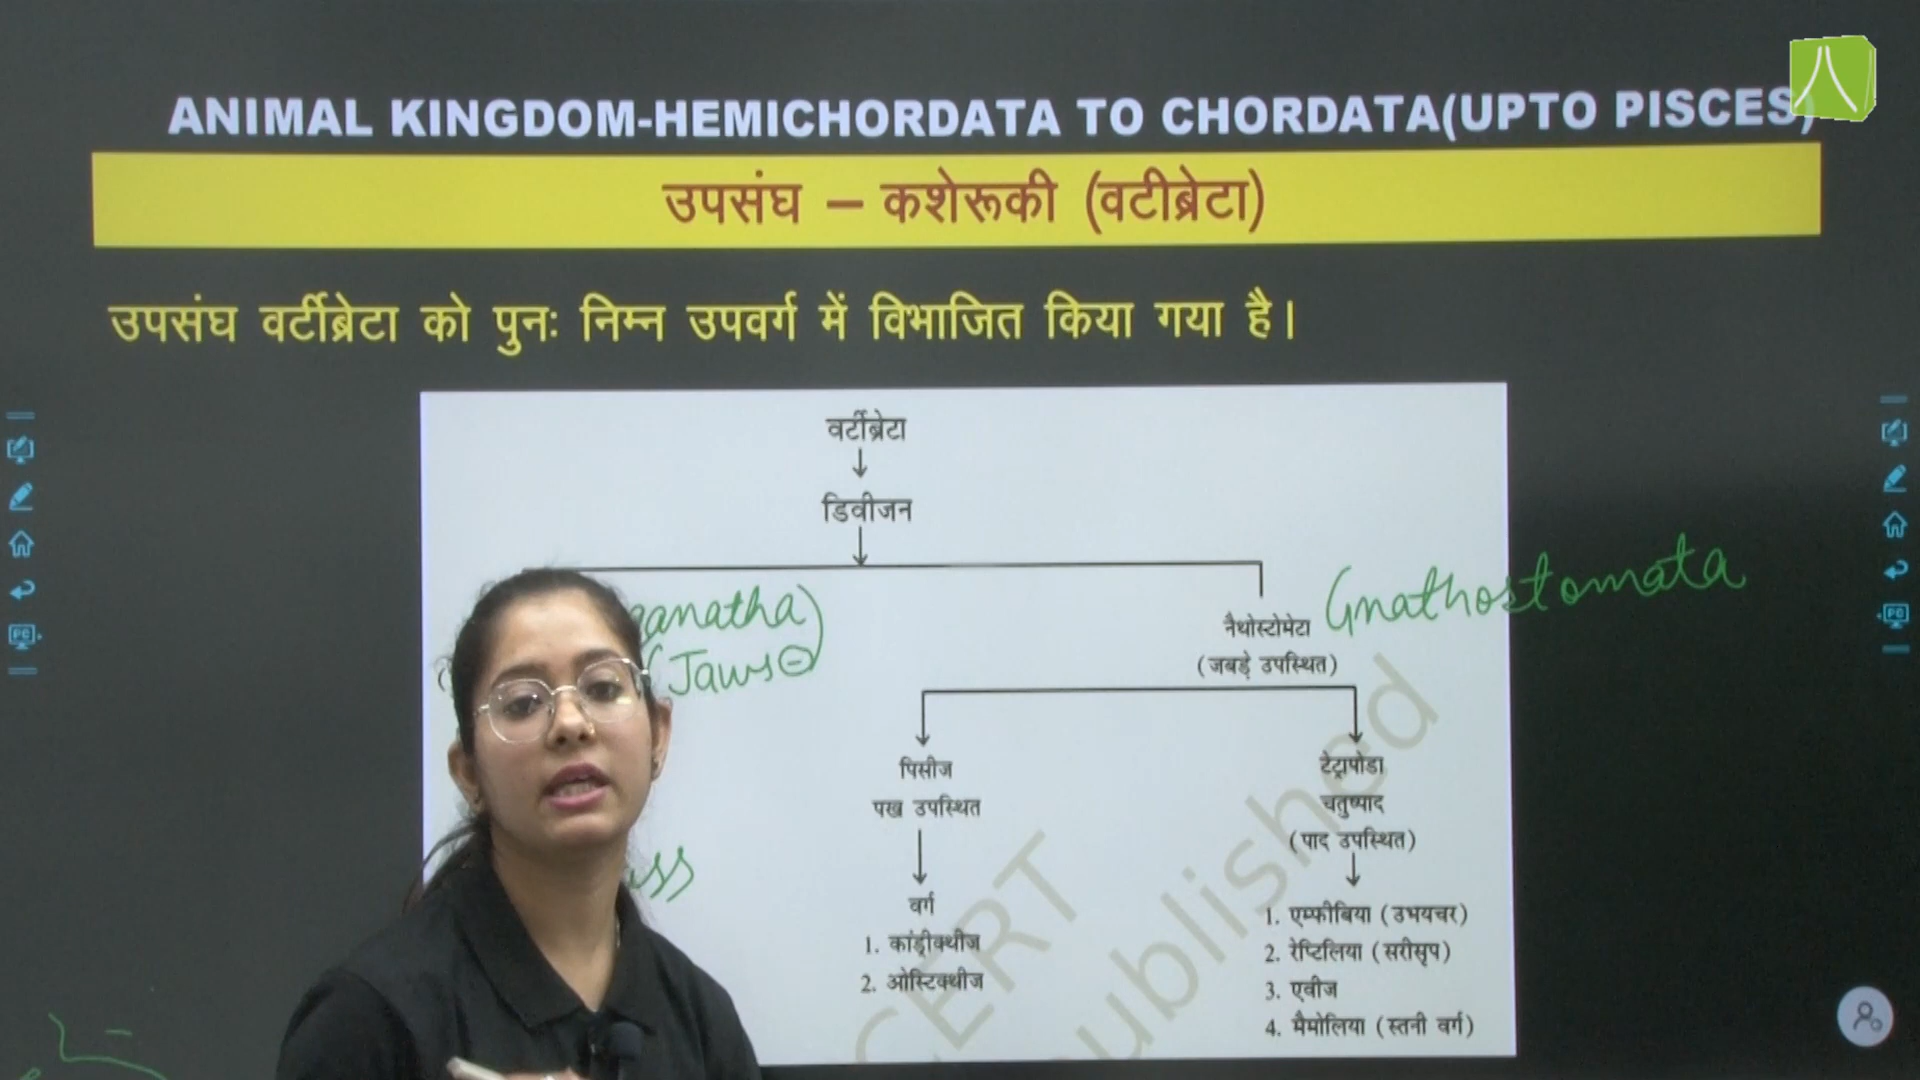 ANIMAL KINGDOM-HEMICHORDATA TO CHORDATA(UPTO PISCES)
उपसंघ – कशेरूकी (वटीब्रेटा)
उपसंघ वर्टीब्रेटा को पुनः निम्न उपवर्ग में विभाजित किया गया है।
वर्टीब्रेटा
डिवीजन
Gnathostomata
नैथोस्टोमेटा
(जबड़े उपस्थित)
(Jaws ⊖)
पिसीज
पख उपस्थित
वर्ग
1. कांड्रीक्थीज
2. ओस्टिक्थीज
टेट्रापोडा
चतुष्पाद
(पाद उपस्थित)
1. एम्फीबिया (उभयचर)
2. रेप्टिलिया (सरीसृप)
3. एवीज
4. मैमोलिया (स्तनी वर्ग)
PC
PC